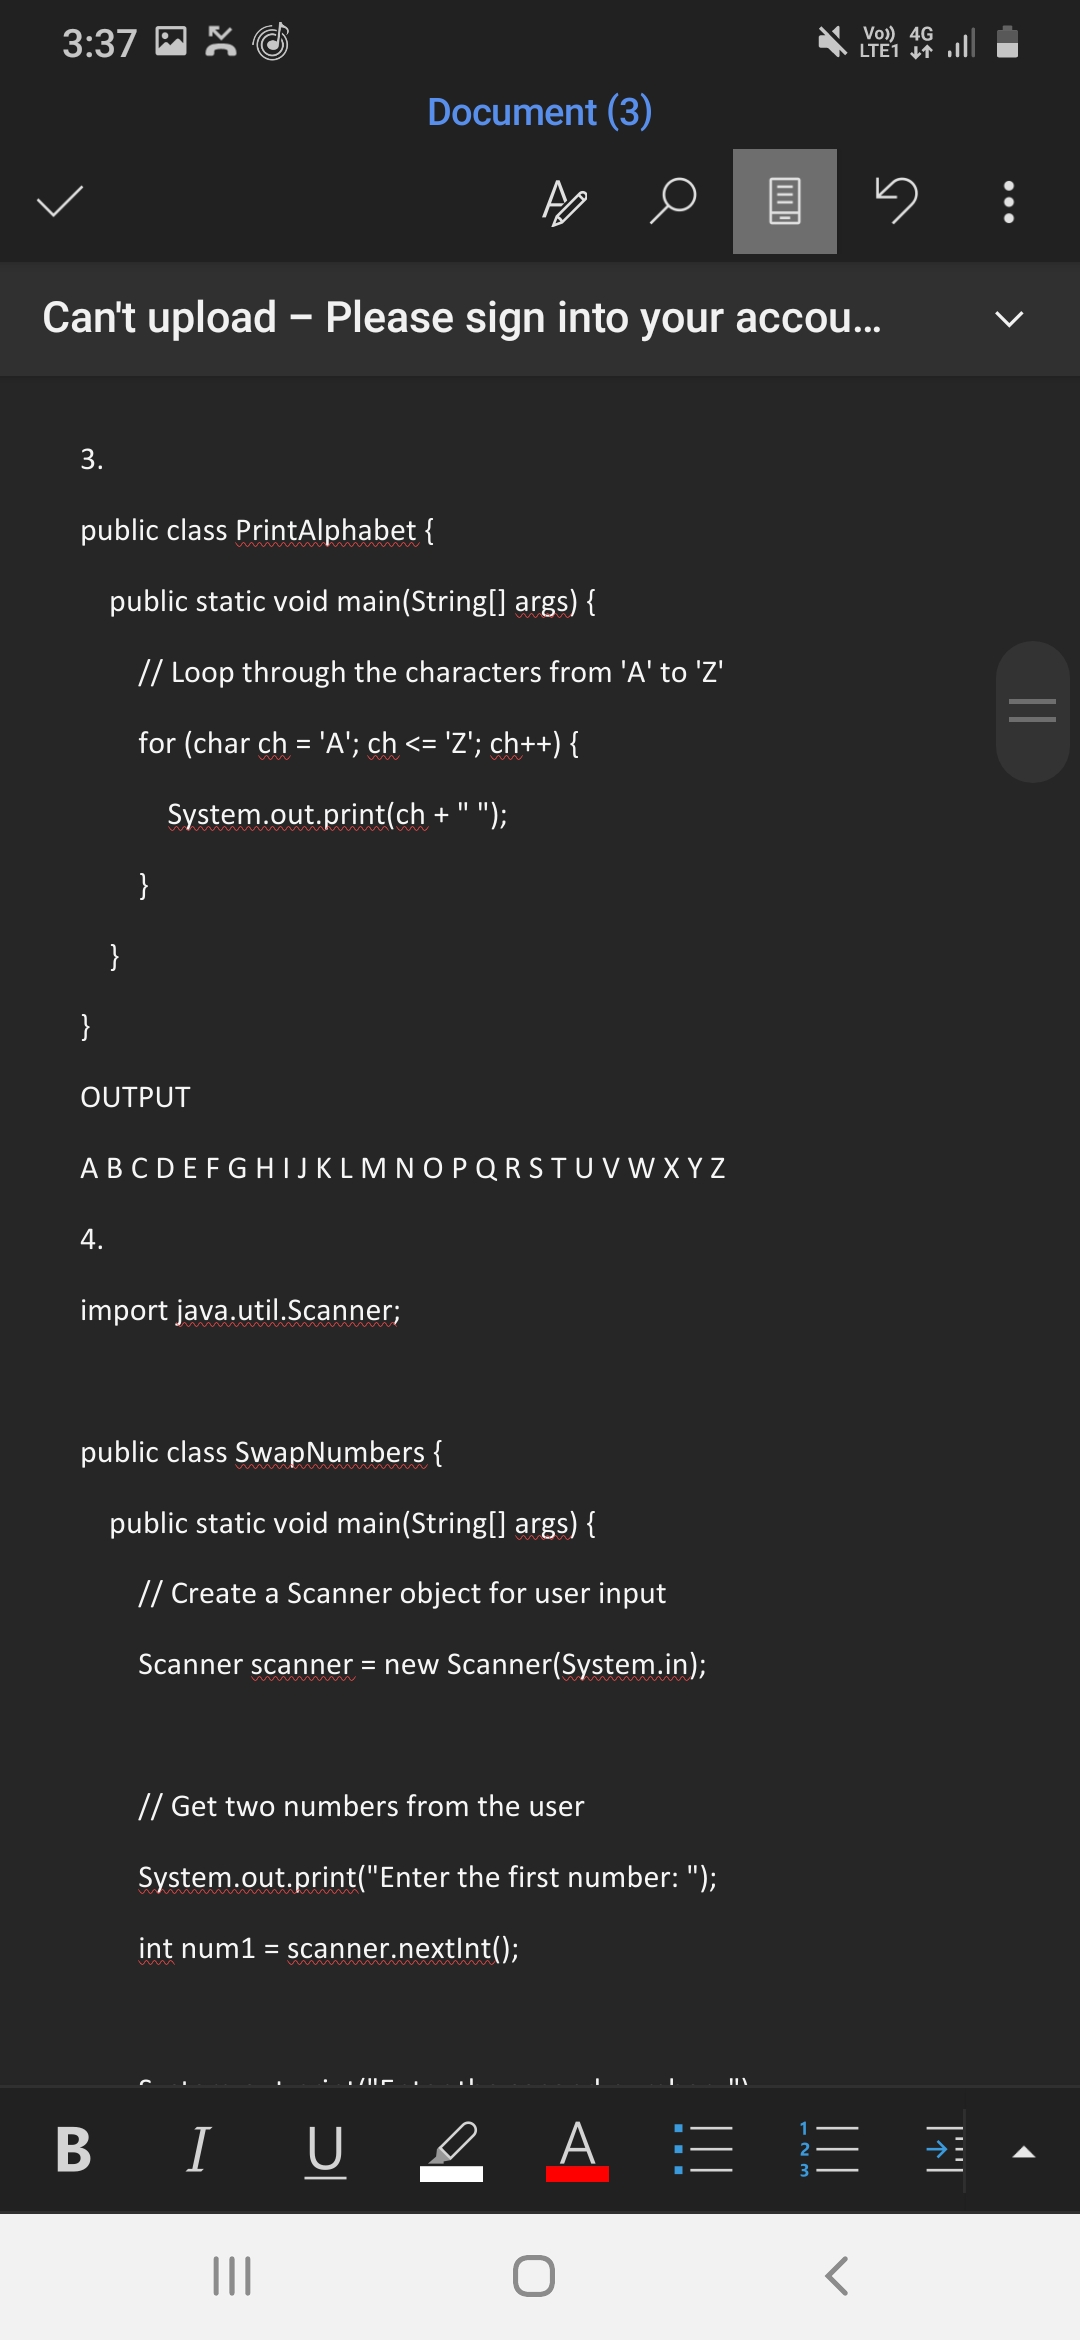 3:37
Vo)) 4G
LTE1
Document (3)
Can't upload – Please sign into your accou...
3.
public class PrintAlphabet {
public static void main(String[] args) {
// Loop through the characters from 'A' to 'Z'
for (char ch = 'A'; ch <= 'Z'; ch++) {
System.out.print(ch + " ");
}
}
}
OUTPUT
A B C D E F G H I J K L M N O P Q R S T U V W X Y Z
4.
import java.util.Scanner;
public class SwapNumbers {
public static void main(String[] args) {
// Create a Scanner object for user input
Scanner scanner = new Scanner(System.in);
// Get two numbers from the user
System.out.print("Enter the first number: ");
int num1 = scanner.nextInt();
B I U A
1
2
3